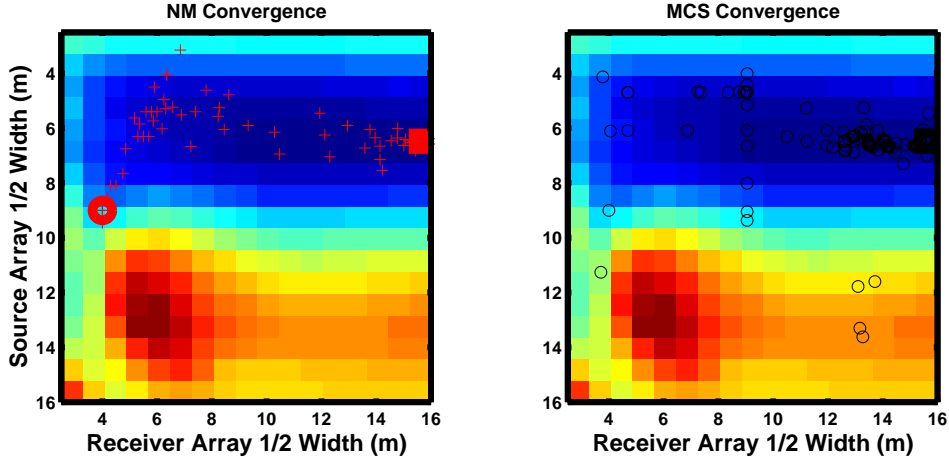 NM Convergence
Source Array 1/2 Width (m)
4
6
8
10
12
14
16
4 6 8 10 12 14 16
Receiver Array 1/2 Width (m)
MCS Convergence
4
6
8
10
12
14
16
4 6 8 10 12 14 16
Receiver Array 1/2 Width (m)